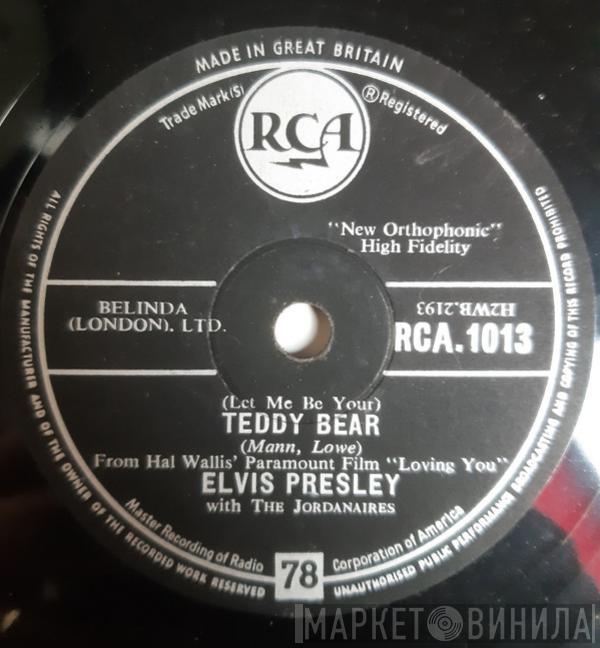 MADE IN GREAT BRITAIN
Trade Mark(S)
®Registered
RCA
"New Orthophonic"
High Fidelity
BELINDA
(LONDON). LTD.
H2WB.2193
RCA.1013
(Let Me Be Your)
TEDDY BEAR
(Mann, Lowe)
From Hal Wallis' Paramount Film "Loving You"
ELVIS PRESLEY
with THE JORDANAIRES
Master Recording of Radio Corporation of America
78
ALL RIGHTS OF THE MANUFACTURER AND OF THE OWNER OF THE RECORDED WORK RESERVED
UNAUTHORISED PUBLIC PERFORMANCE BROADCASTING AND COPYING OF THIS RECORD PROHIBITED
МАРКЕТ ВИНИЛА